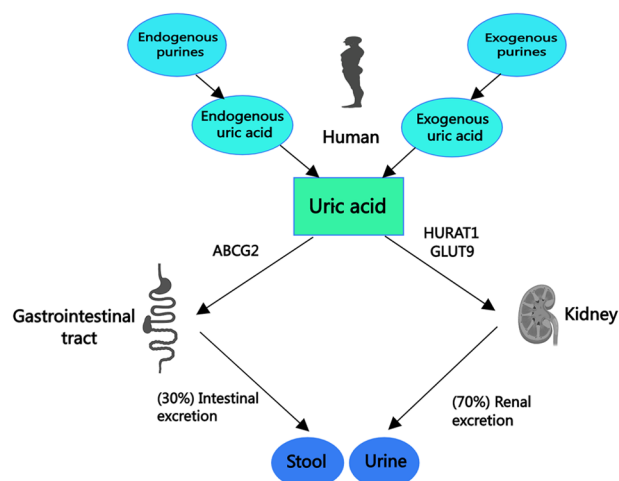 Endogenous
purines
Exogenous
purines
Endogenous
uric acid
Human
Exogenous
uric acid
Uric acid
ABCG2
HURAT1
GLUT9
Gastrointestinal
tract
Kidney
(30%) Intestinal
excretion
(70%) Renal
excretion
Stool
Urine